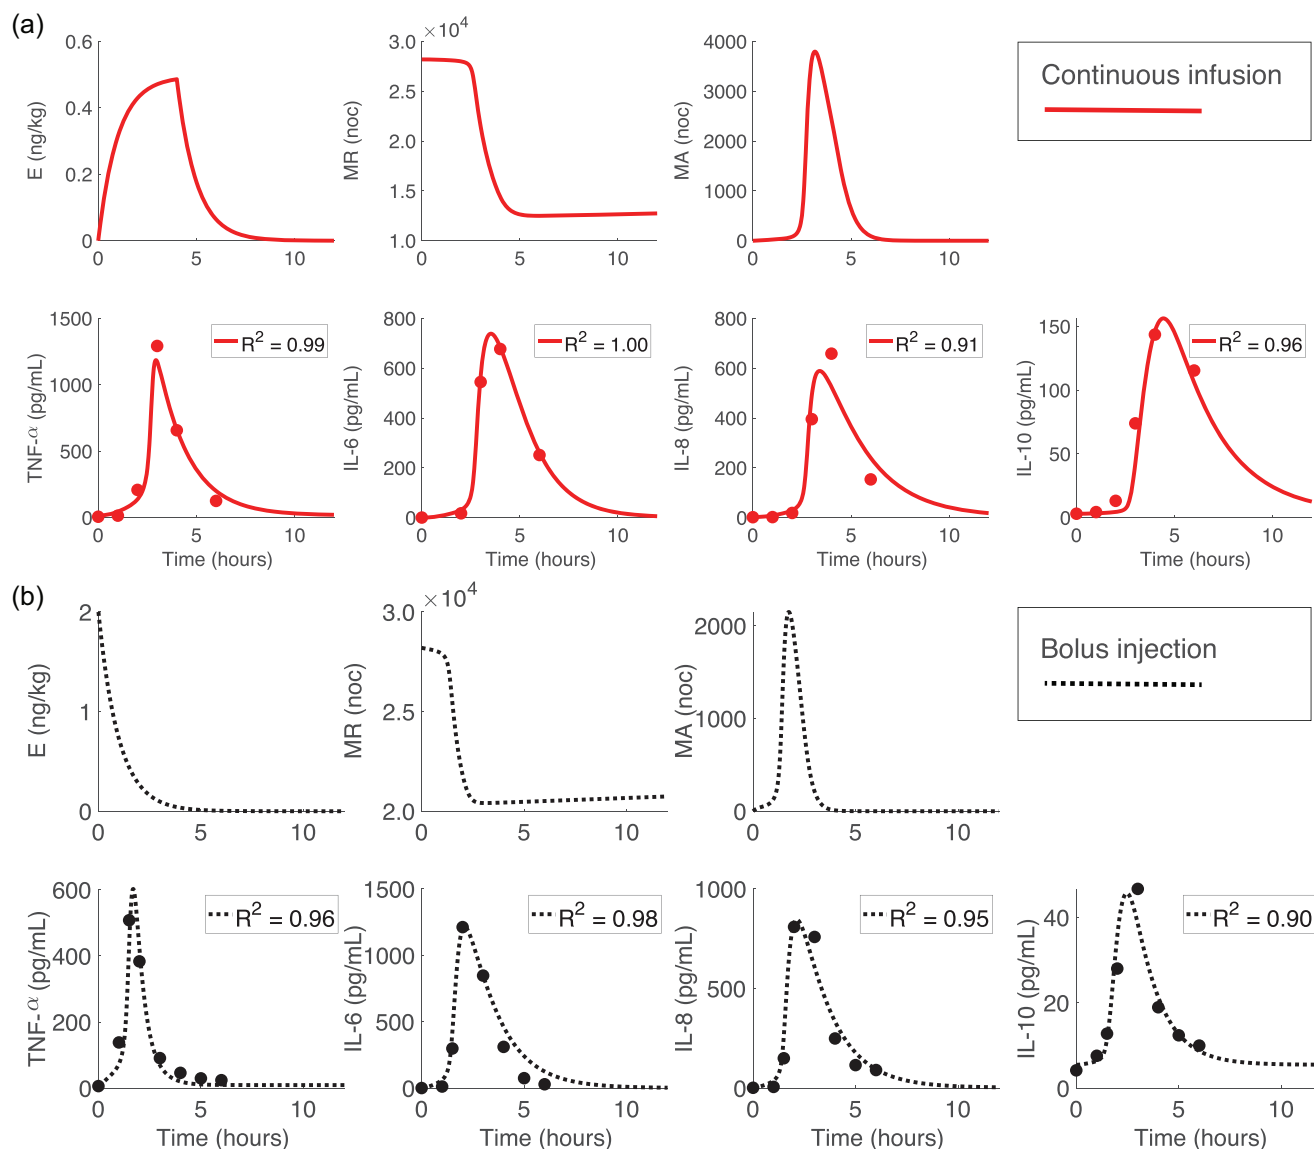 (a)
×10⁴
E (ng/kg)
0.6
0.4
0.2
0
0 5 10
MR (noc)
3.0
2.5
2.0
1.5
1.0
0 5 10
MA (noc)
4000
3000
2000
1000
0
0 5 10
Continuous infusion
TNF-α (pg/mL)
1500
1000
500
0
0 5 10
R² = 0.99
Time (hours)
IL-6 (pg/mL)
800
600
400
200
0
0 5 10
R² = 1.00
Time (hours)
IL-8 (pg/mL)
800
600
400
200
0
0 5 10
R² = 0.91
Time (hours)
IL-10 (pg/mL)
150
100
50
0
0 5 10
R² = 0.96
Time (hours)
(b)
× 10⁴
E (ng/kg)
2
1
0
0 5 10
MR (noc)
3.0
2.5
2.0
0 5 10
MA (noc)
2000
1000
0
0 5 10
Bolus injection
TNF-α (pg/mL)
600
400
200
0
0 5 10
R² = 0.96
Time (hours)
IL-6 (pg/mL)
1500
1000
500
0
0 5 10
R² = 0.98
Time (hours)
IL-8 (pg/mL)
1000
500
0
0 5 10
R² = 0.95
Time (hours)
IL-10 (pg/mL)
40
20
0
0 5 10
R² = 0.90
Time (hours)